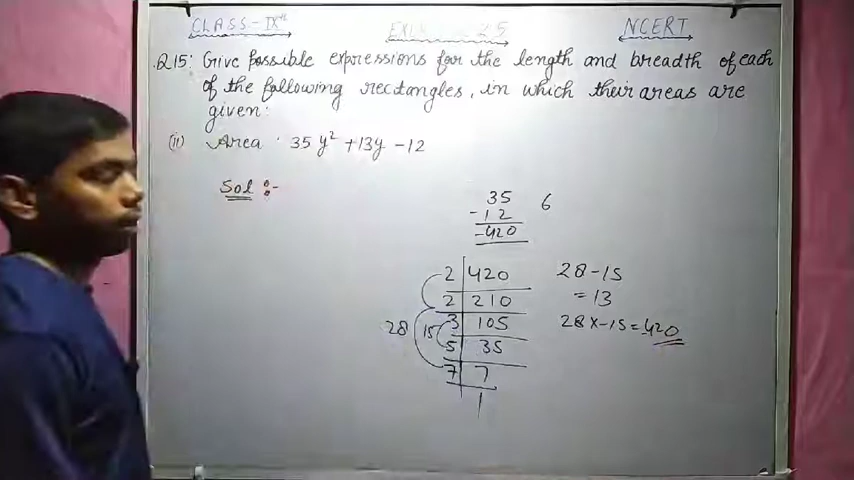 CLASS-IXth
NCERT
Q15: Give possible expressions for the length and breadth of each
of the following rectangles, in which their areas are
given:
(ii) Area : 35y² +13y -12
Sol :-
35 6
-12
-420
2 420
2 210
3 105
5 35
7 7
1
28
15
28-15
= 13
28×-15=-420